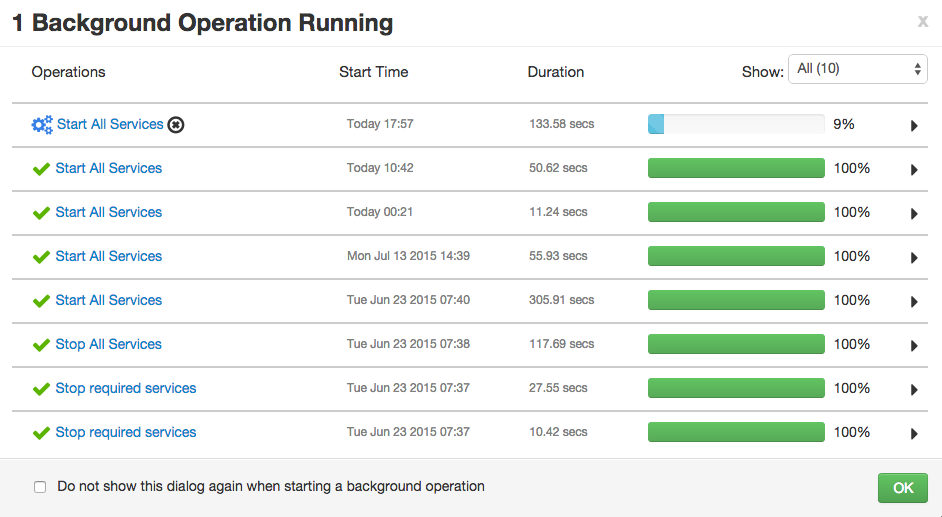 1 Background Operation Running x
Operations Start Time Duration Show: All (10)
Start All Services Today 17:57 133.58 secs 9%
Start All Services Today 10:42 50.62 secs 100%
Start All Services Today 00:21 11.24 secs 100%
Start All Services Mon Jul 13 2015 14:39 55.93 secs 100%
Start All Services Tue Jun 23 2015 07:40 305.91 secs 100%
Stop All Services Tue Jun 23 2015 07:38 117.69 secs 100%
Stop required services Tue Jun 23 2015 07:37 27.55 secs 100%
Stop required services Tue Jun 23 2015 07:37 10.42 secs 100%
Do not show this dialog again when starting a background operation OK